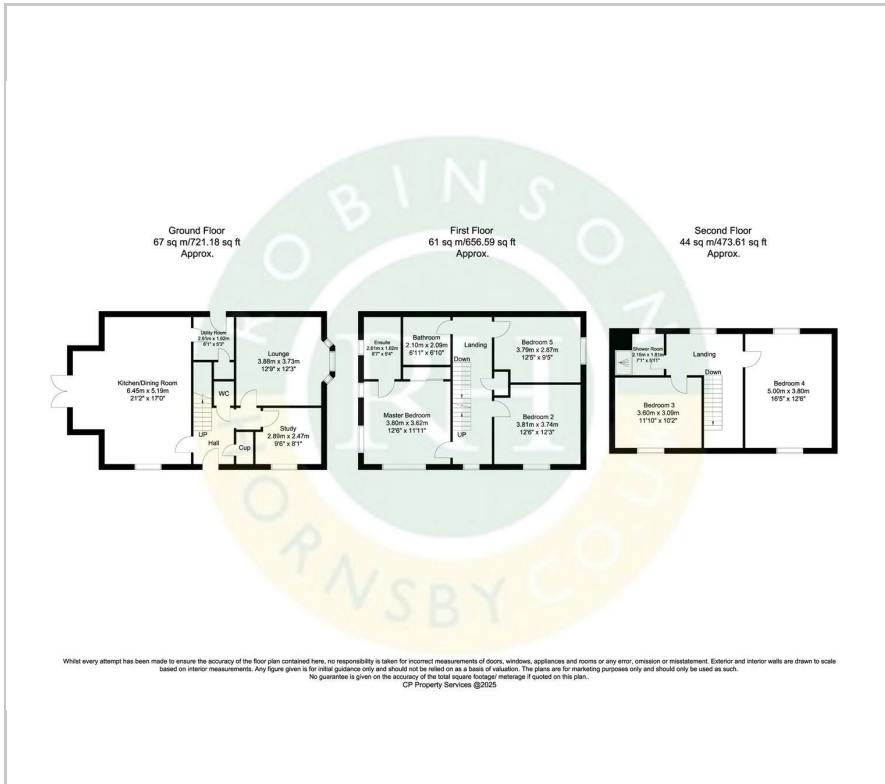 ROBINSON
HORNSBY.CO.UK
RH
Ground Floor
67 sq m/721.18 sq ft
Approx.
Kitchen/Dining Room
6.45m x 5.19m
21'2" x 17'0"
Utility Room
2.61m x 1.62m
Lounge
3.88m x 3.73m
12'9" x 12'3"
WC
Study
2.89m x 2.47m
9'6" x 8'1"
UP
Hall
Cup
First Floor
61 sq m/656.59 sq ft
Approx.
Ensuite
2.61m x 1.62m
8'7" x 5'4"
Bathroom
2.10m x 2.09m
6'11" x 6'10"
Landing
Down
Bedroom 5
3.79m x 2.87m
12'5" x 9'5"
Master Bedroom
3.80m x 3.62m
12'6" x 11'11"
UP
Bedroom 2
3.81m x 3.74m
12'6" x 12'3"
Second Floor
44 sq m/473.61 sq ft
Approx.
Shower Room
2.15m x 1.81m
7'1" x 5'11"
Landing
Down
Bedroom 4
5.00m x 3.80m
16'5" x 12'6"
Bedroom 3
3.60m x 3.09m
11'10" x 10'2"
Whilst every attempt has been made to ensure the accuracy of the floor plan contained here, no responsibility is taken for incorrect measurements of doors, windows, appliances and rooms or any error, omission or misstatement. Exterior and interior walls are drawn to scale
based on interior measurements. Any figure given is for initial guidance only and should not be relied on as a basis of valuation. The plans are for marketing purposes only and should only be used as such.
No guarantee is given on the accuracy of the total square footage/ meterage if quoted on this plan..
CP Property Services @2025